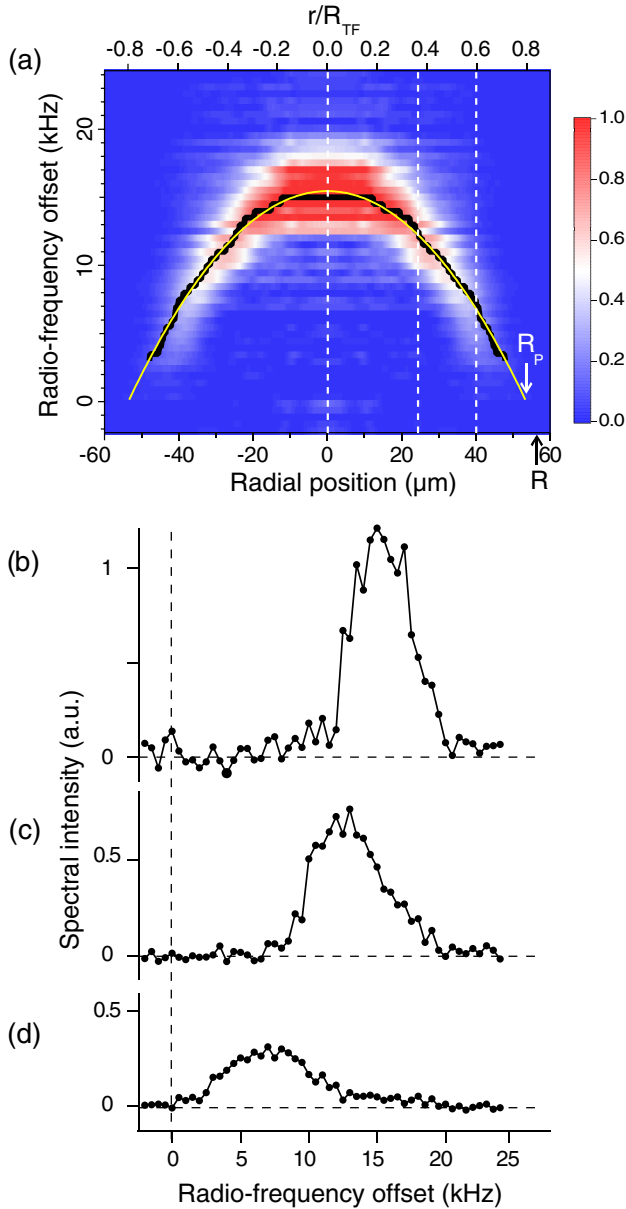 r/R_TF
-0.8 -0.6 -0.4 -0.2 0.0 0.2 0.4 0.6 0.8
(a)
Radio-frequency offset (kHz)
20
10
0
R_P
1.0
0.8
0.6
0.4
0.2
0.0
-60 -40 -20 0 20 40 60
Radial position (μm)
R
Spectral intensity (a.u.)
(b)
1
0
(c)
0.5
0
(d)
0.5
0
0 5 10 15 20 25
Radio-frequency offset (kHz)